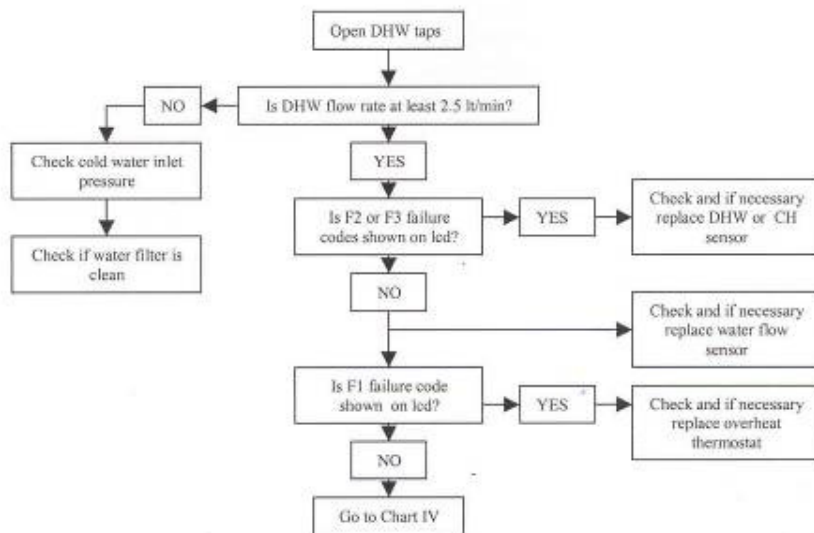 Open DHW taps
NO
Is DHW flow rate at least 2.5 lt/min?
Check cold water inlet
pressure
YES
Check if water filter is
clean
Is F2 or F3 failure
codes shown on lcd?
YES
Check and if necessary
replace DHW or CH
sensor
NO
Check and if necessary
replace water flow
sensor
Is F1 failure code
shown on lcd?
YES
Check and if necessary
replace overheat
thermostat
NO
Go to Chart IV